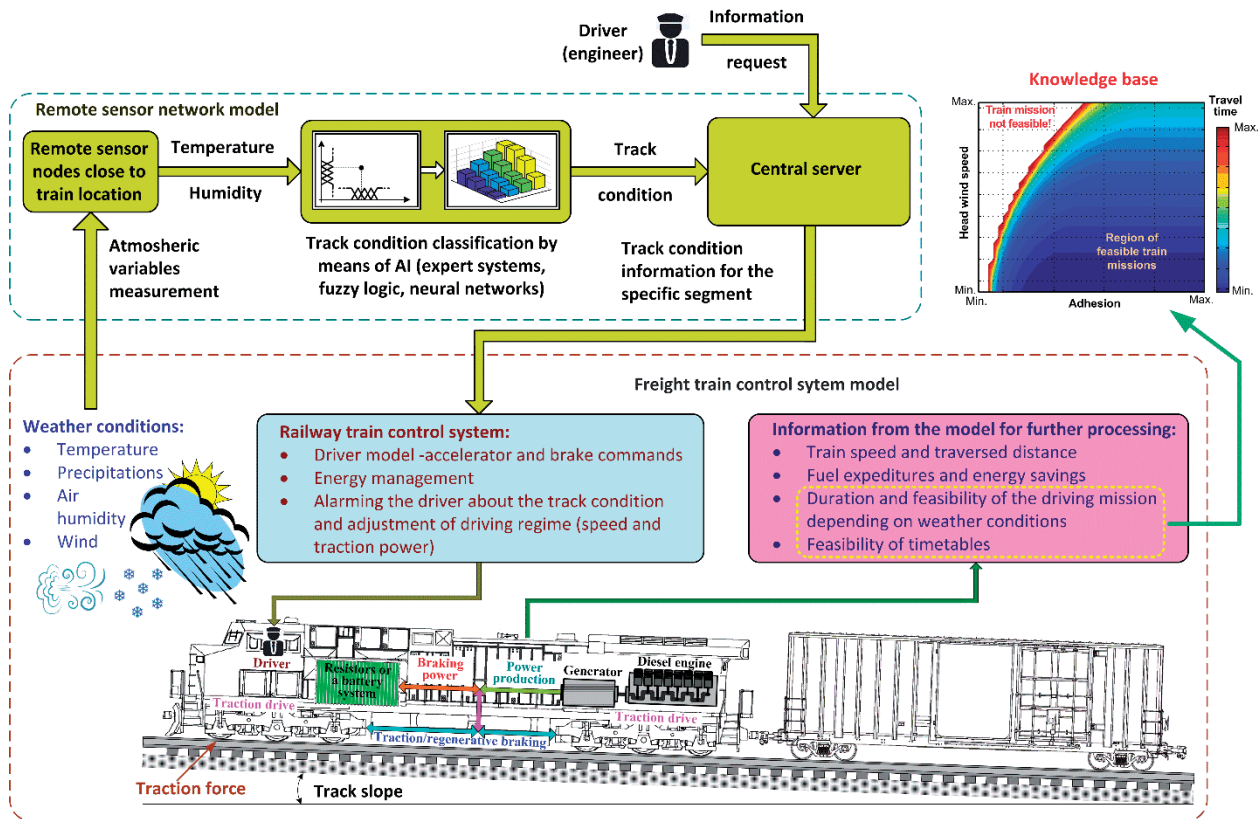 Driver
(engineer)
Information
request
Remote sensor network model
Remote sensor
nodes close to
train location
Temperature
Humidity
Track
condition
Central server
Atmosheric
variables
measurement
Track condition classification by
means of AI (expert systems,
fuzzy logic, neural networks)
Track condition
information for the
specific segment
Knowledge base
Max.
Train mission
not feasible!
Travel
time
Max.
Head wind speed
Region of
feasible train
missions
Min.
Min.
Min.
Adhesion
Max.
Freight train control sytem model
Weather conditions:
• Temperature
• Precipitations
• Air
humidity
• Wind
Railway train control system:
• Driver model -accelerator and brake commands
• Energy management
• Alarming the driver about the track condition
and adjustment of driving regime (speed and
traction power)
Information from the model for further processing:
• Train speed and traversed distance
• Fuel expeditures and energy savings
• Duration and feasibility of the driving mission
depending on weather conditions
• Feasibility of timetables
Driver
Resistors or
a battery
system
Braking
power
Power
production
Generator
Diesel engine
Traction drive
Traction drive
Traction/regenerative braking
Traction force
Track slope